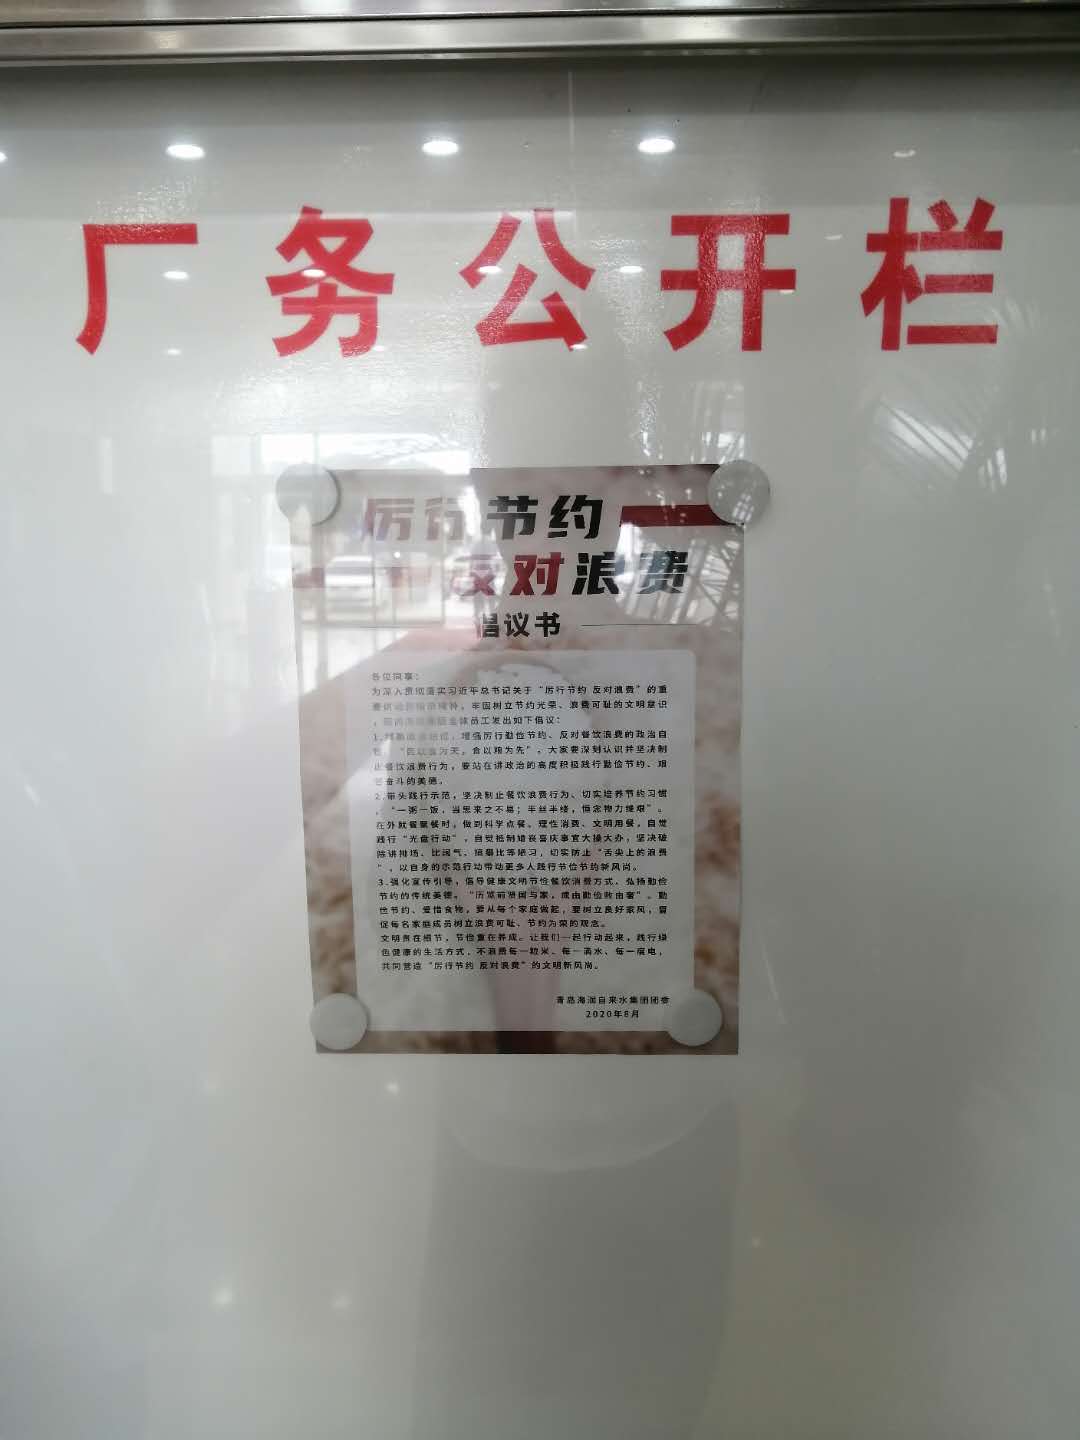 厂务公开栏
厉行节约
反对浪费
倡议书
各位同事：
为深入贯彻落实习近平总书记关于“厉行节约 反对浪费”的重
牢固树立节约光荣、浪费可耻的文明意识
全体员工发出如下倡议：
增强厉行勤俭节约、反对餐饮浪费的政治自
“民以食为天，食以粮为先”，大家要深刻认识并坚决制
止餐饮浪费行为，要站在讲政治的高度积极践行勤俭节约、艰
苦奋斗的美德。
2.带头践行示范，坚决制止餐饮浪费行为、切实培养节约习惯
，“一粥一饭，当思来之不易；半丝半缕，恒念物力维艰”。
在外就餐聚餐时，做到科学点餐、理性消费、文明用餐，自觉
践行“光盘行动”，自觉抵制婚丧喜庆事宜大操大办，坚决破
除讲排场、比阔气、搞攀比等陋习，切实防止“舌尖上的浪费
”，以自身的示范行动带动更多人践行节俭节约新风尚。
3.强化宣传引导，倡导健康文明节俭餐饮消费方式、弘扬勤俭
节约的传统美德。“历览前贤国与家，成由勤俭败由奢”。勤
俭节约、爱惜食物，要从每个家庭做起，要树立良好家风，督
促每名家庭成员树立浪费可耻、节约为荣的观念。
文明贵在细节，节俭重在养成。让我们一起行动起来，践行绿
色健康的生活方式，不浪费每一粒米、每一滴水、每一度电，
共同营造“厉行节约 反对浪费”的文明新风尚。
青岛海润自来水集团团委
2020年8月